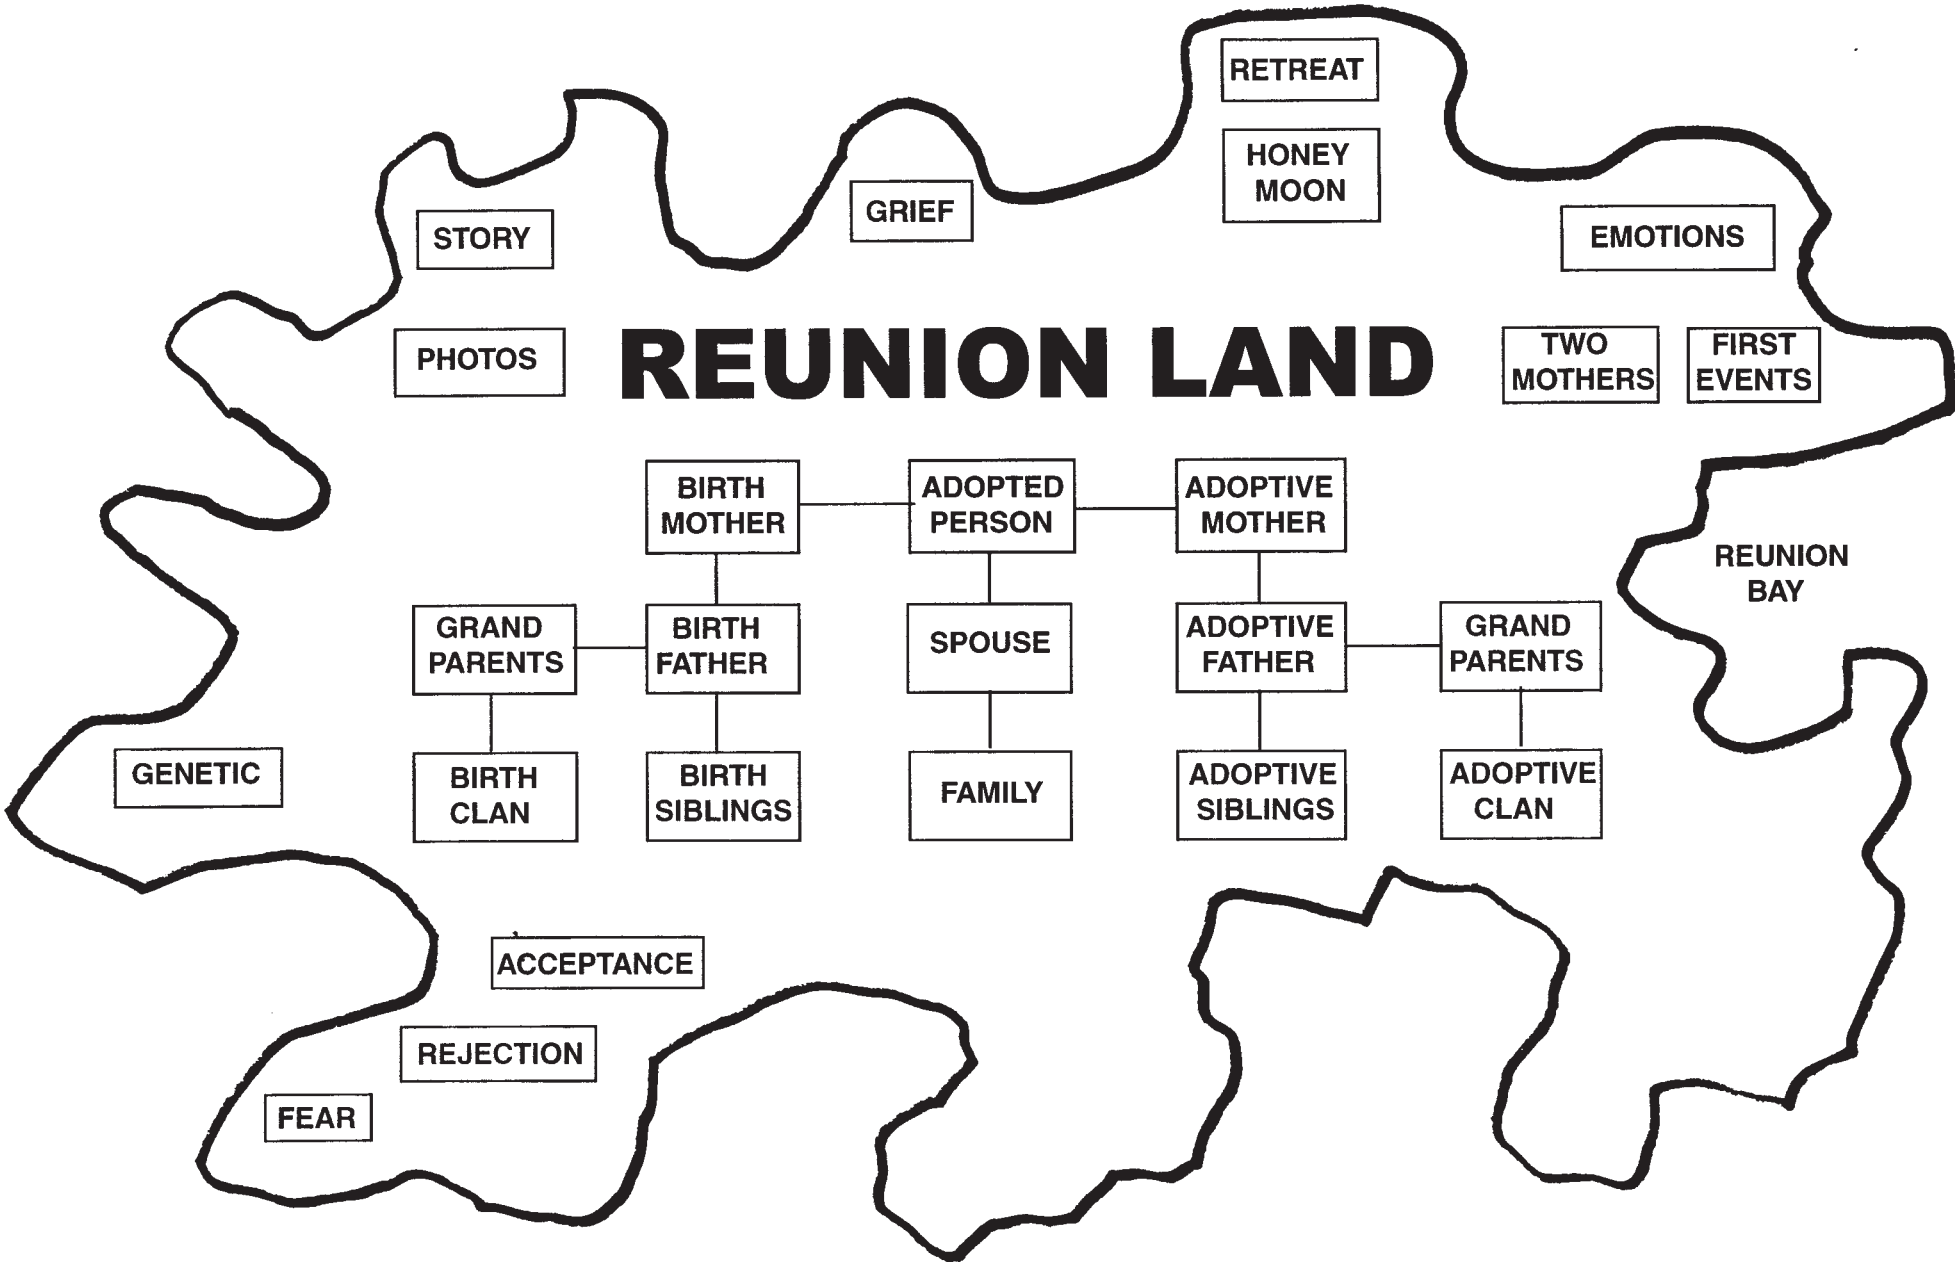 RETREAT
HONEY
MOON
GRIEF
STORY
EMOTIONS
PHOTOS
REUNION LAND
TWO
MOTHERS
FIRST
EVENTS
BIRTH
MOTHER
ADOPTED
PERSON
ADOPTIVE
MOTHER
REUNION
BAY
GRAND
PARENTS
BIRTH
FATHER
SPOUSE
ADOPTIVE
FATHER
GRAND
PARENTS
GENETIC
BIRTH
CLAN
BIRTH
SIBLINGS
FAMILY
ADOPTIVE
SIBLINGS
ADOPTIVE
CLAN
ACCEPTANCE
REJECTION
FEAR